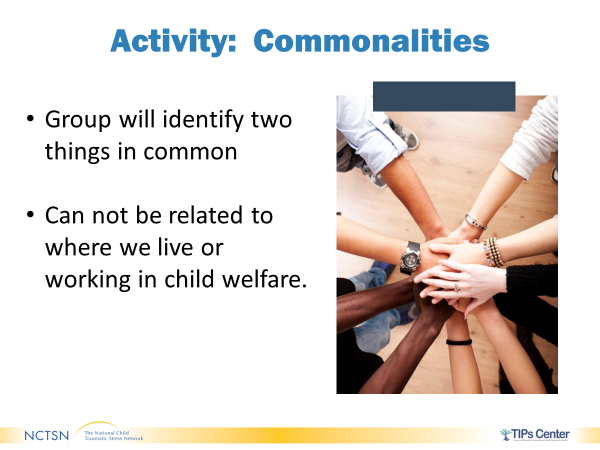 Activity: Commonalities
• Group will identify two
things in common
• Can not be related to
where we live or
working in child welfare.
NCTSN
The National Child
Traumatic Stress Network
TIPs Center